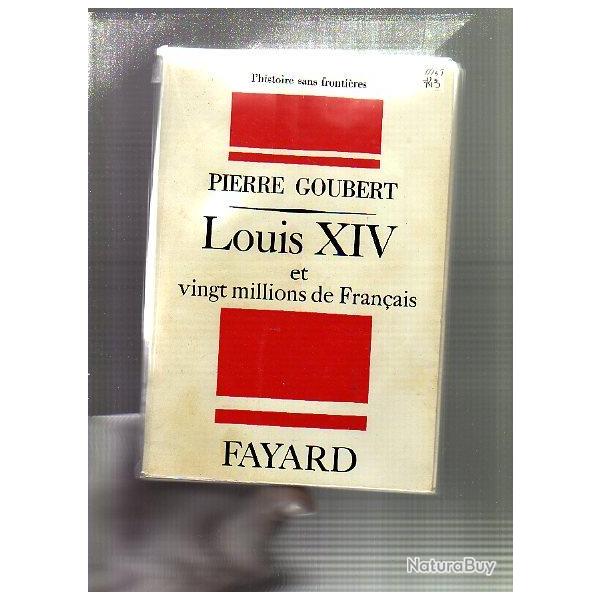 l'histoire sans frontières
PIERRE GOUBERT
Louis XIV
et
vingt millions de Français
FAYARD
NaturaBuy